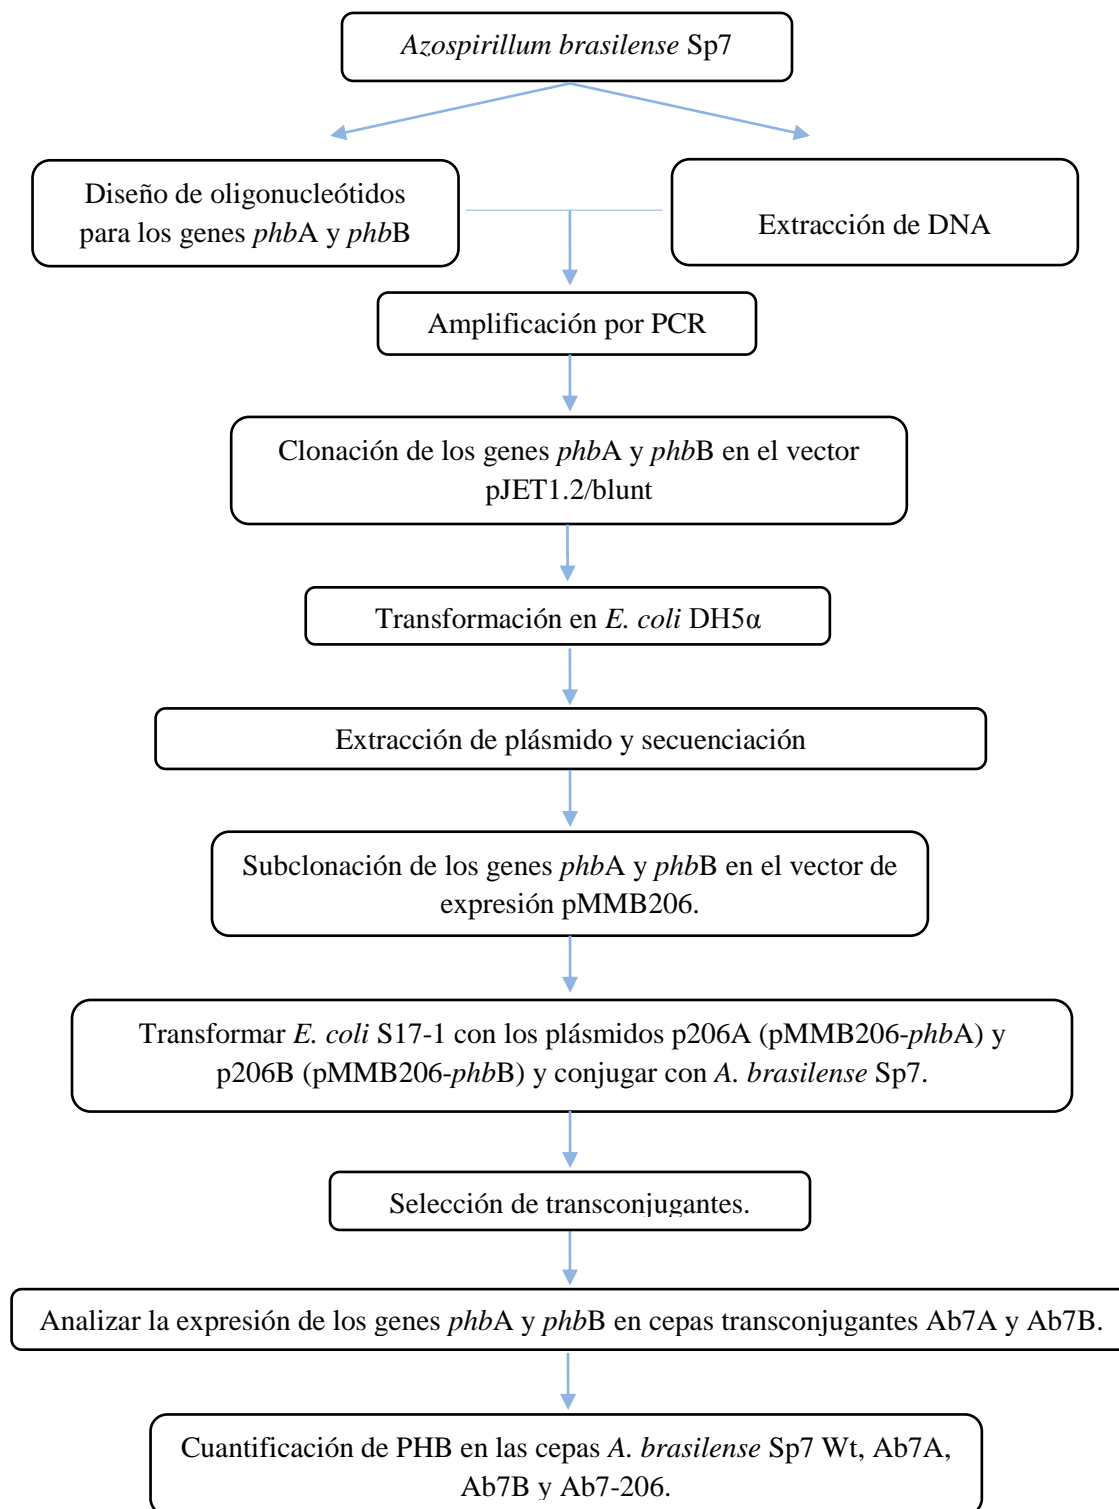 Azospirillum brasilense Sp7
Diseño de oligonucleótidos
para los genes phbA y phbB
Extracción de DNA
Amplificación por PCR
Clonación de los genes phbA y phbB en el vector
pJET1.2/blunt
Transformación en E. coli DH5α
Extracción de plásmido y secuenciación
Subclonación de los genes phbA y phbB en el vector de
expresión pMMB206.
Transformar E. coli S17-1 con los plásmidos p206A (pMMB206-phbA) y
p206B (pMMB206-phbB) y conjugar con A. brasilense Sp7.
Selección de transconjugantes.
Analizar la expresión de los genes phbA y phbB en cepas transconjugantes Ab7A y Ab7B.
Cuantificación de PHB en las cepas A. brasilense Sp7 Wt, Ab7A,
Ab7B y Ab7-206.